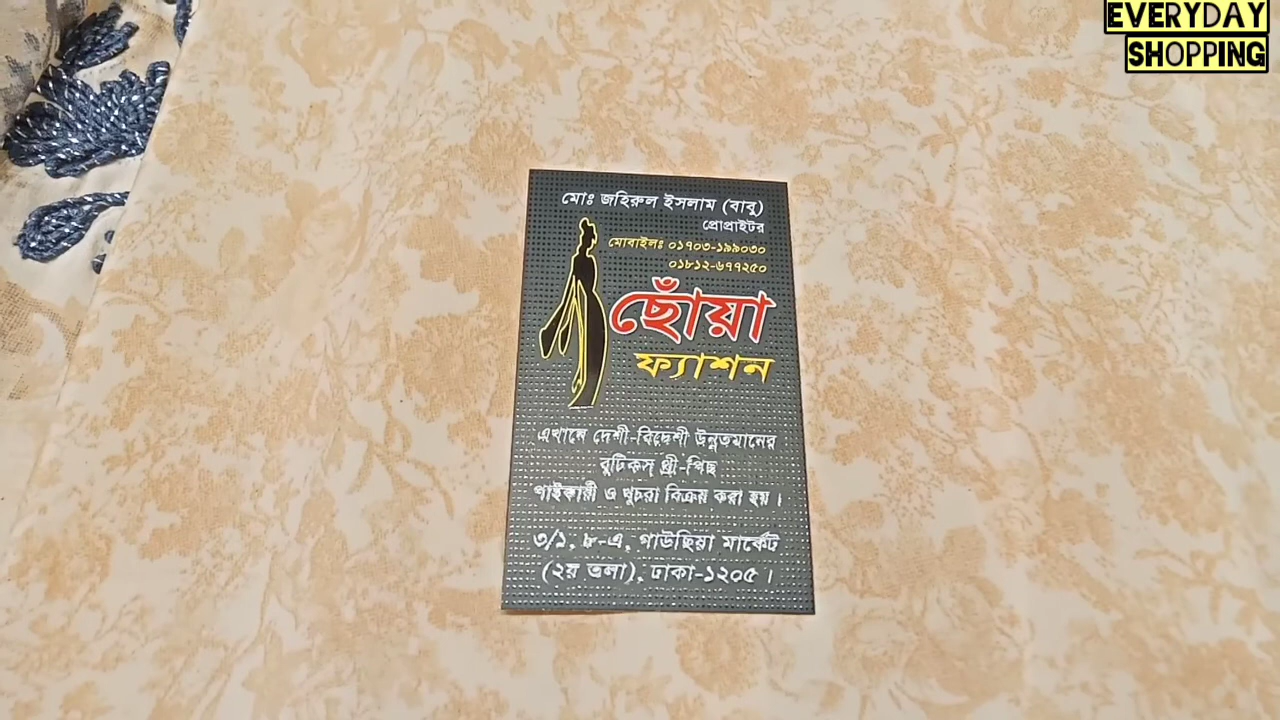 EVERYDAY
SHOPPING
মোঃ জহিরুল ইসলাম (বাবু)
প্রোপ্রাইটর
মোবাইলঃ ০১৭০৩-১৯৯০৩০
০১৮১২-৬৭৭২৫০
ছোঁয়া
ফ্যাশন
এখানে দেশী-বিদেশী উন্নতমানের
বুটিকস্ থ্রী-পিছ
পাইকারী ও খুচরা বিক্রয় করা হয়।
৩/১, ৮-এ, গাউছিয়া মার্কেট
(২য় তলা), ঢাকা-১২০৫।